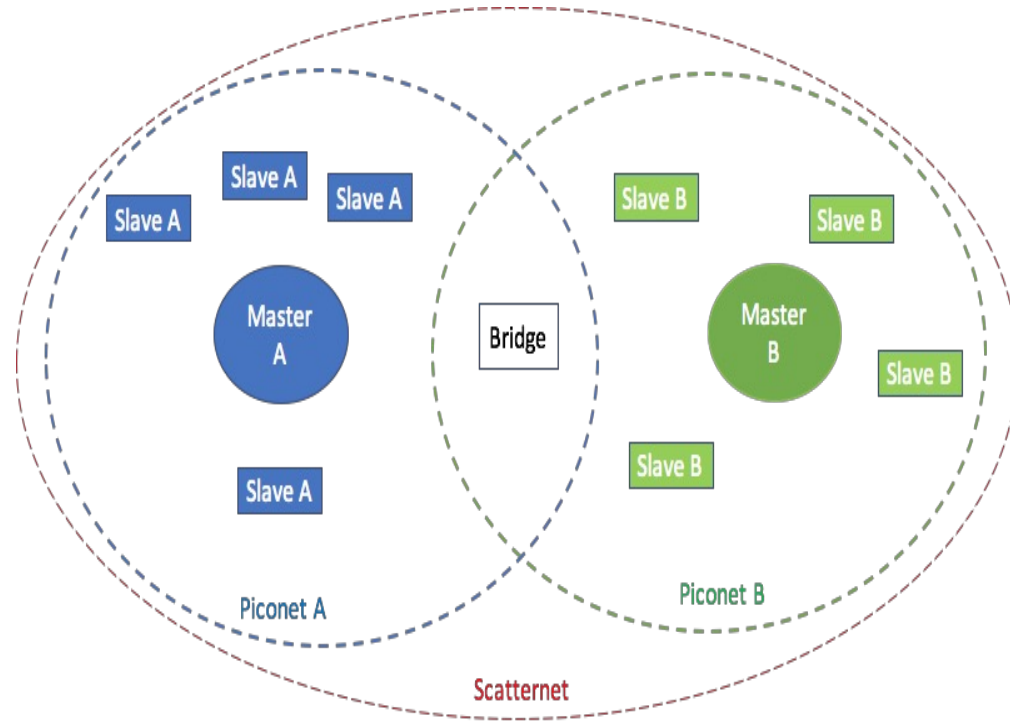 Slave A
Slave A
Slave A
Master
A
Slave A
Piconet A
Bridge
Slave B
Slave B
Master
B
Slave B
Slave B
Piconet B
Scatternet